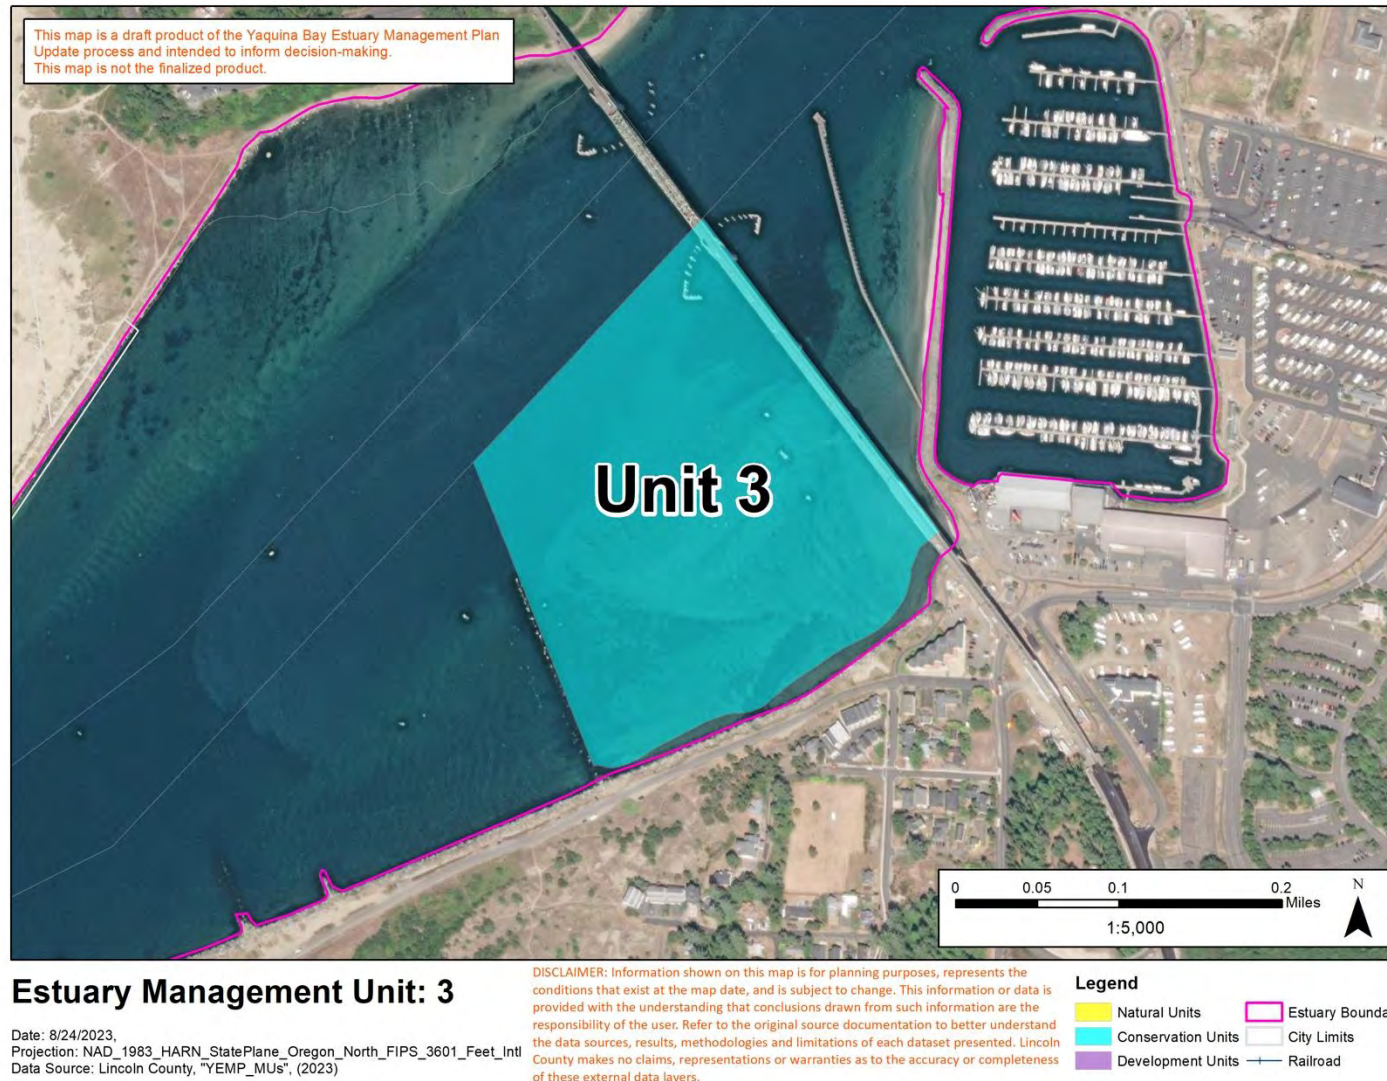 This map is a draft product of the Yaquina Bay Estuary Management Plan
Update process and intended to inform decision-making.
This map is not the finalized product.
Unit 3
0 0.05 0.1 0.2
Miles
1:5,000
N
Estuary Management Unit: 3
Date: 8/24/2023,
Projection: NAD_1983_HARN_StatePlane_Oregon_North_FIPS_3601_Feet_Intl
Data Source: Lincoln County, "YEMP_MUs", (2023)
DISCLAIMER: Information shown on this map is for planning purposes, represents the
conditions that exist at the map date, and is subject to change. This information or data is
provided with the understanding that conclusions drawn from such information are the
responsibility of the user. Refer to the original source documentation to better understand
the data sources, results, methodologies and limitations of each dataset presented. Lincoln
County makes no claims, representations or warranties as to the accuracy or completeness
of these external data layers.
Legend
Natural Units
Conservation Units
Development Units
Estuary Bounda
City Limits
Railroad